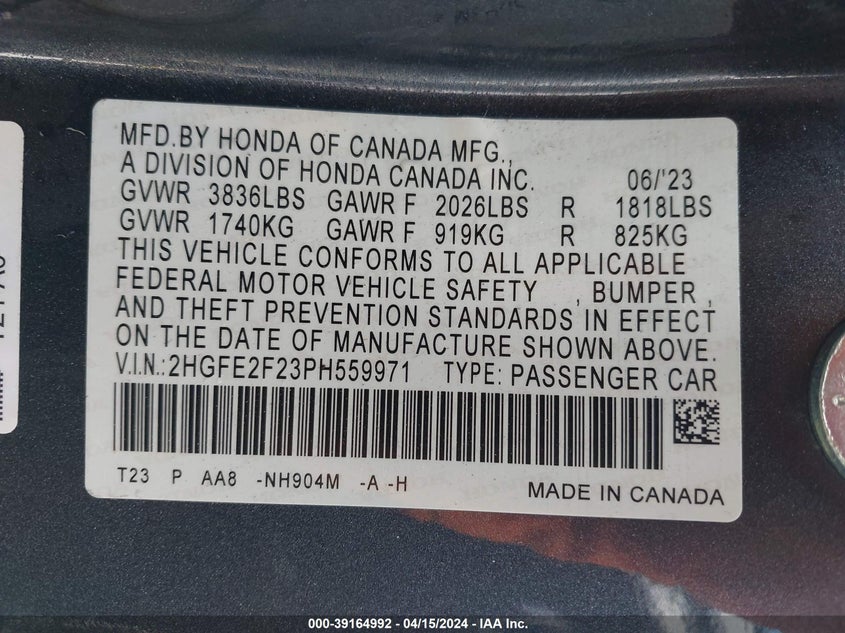 MFD.BY HONDA OF CANADA MFG.,
A DIVISION OF HONDA CANADA INC. 06/'23
GVWR 3836LBS GAWR F 2026LBS R 1818LBS
GVWR 1740KG GAWR F 919KG R 825KG
THIS VEHICLE CONFORMS TO ALL APPLICABLE
FEDERAL MOTOR VEHICLE SAFETY , BUMPER ,
AND THEFT PREVENTION STANDARDS IN EFFECT
ON THE DATE OF MANUFACTURE SHOWN ABOVE.
V.I.N.:2HGFE2F23PH559971 TYPE: PASSENGER CAR
T23 P AA8 -NH904M -A -H
MADE IN CANADA
000-39164992 - 04/15/2024 - IAA Inc.